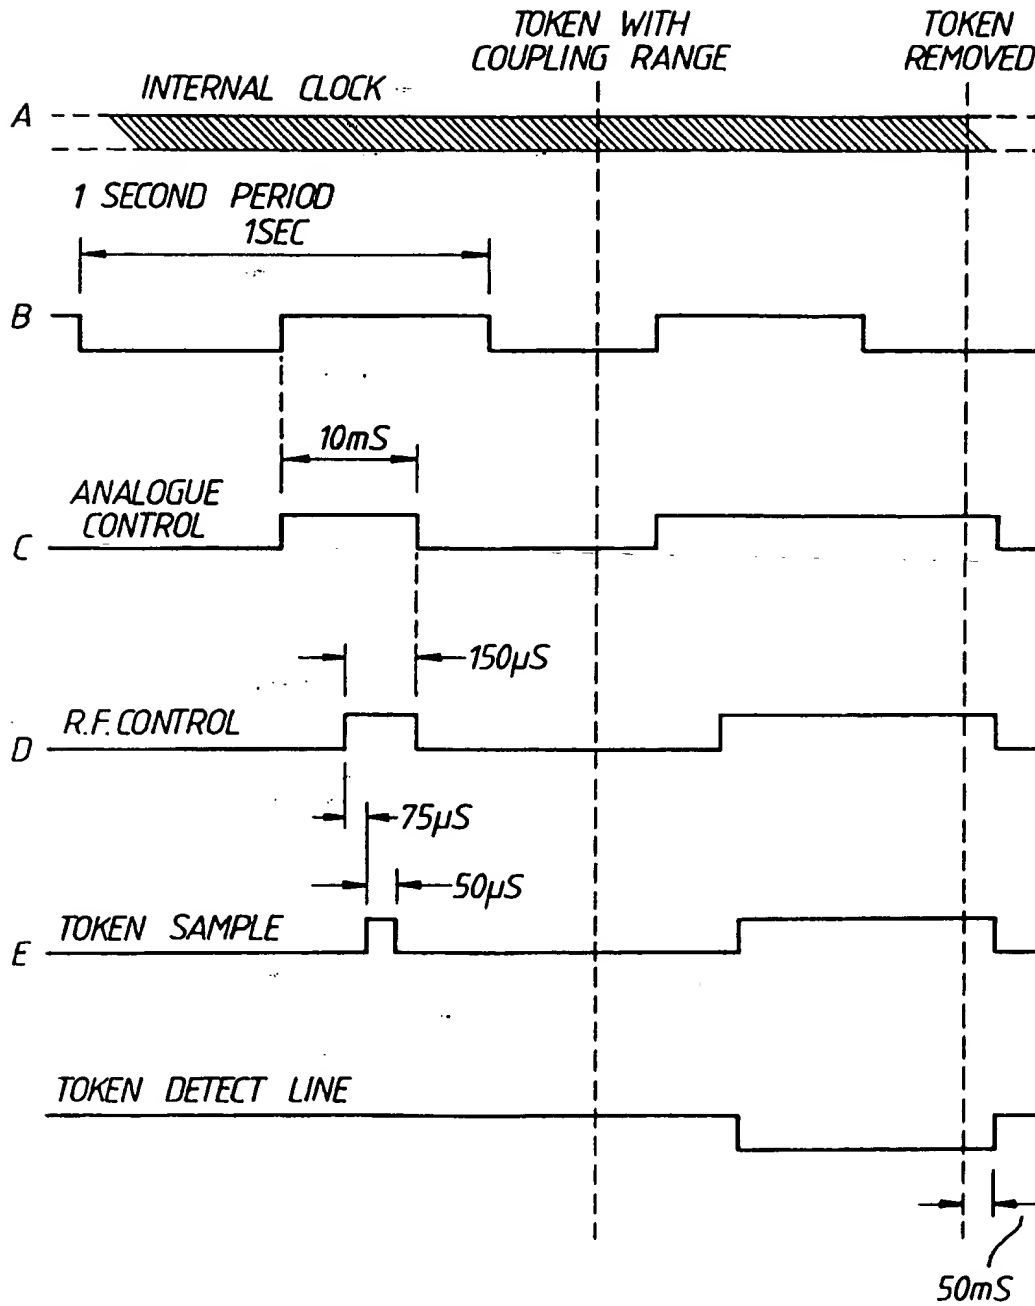 TOKEN WITH
COUPLING RANGE
TOKEN
REMOVED
INTERNAL CLOCK
A
1 SECOND PERIOD
1SEC
B
10mS
ANALOGUE
CONTROL
C
150µS
R.F. CONTROL
D
75µS
50µS
TOKEN SAMPLE
E
TOKEN DETECT LINE
50mS